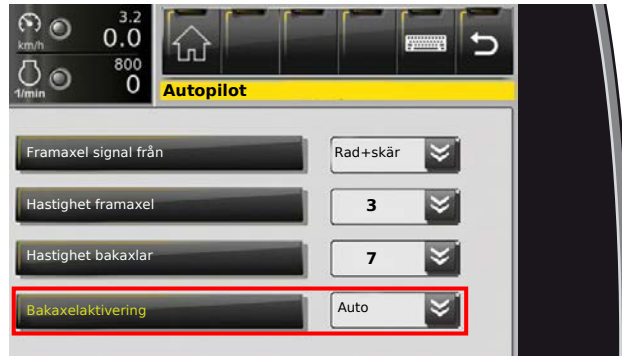 3.2
km/h 0.0
800
1/min 0
Autopilot
Framaxel signal från Rad+skär
Hastighet framaxel 3
Hastighet bakaxlar 7
Bakaxelaktivering Auto